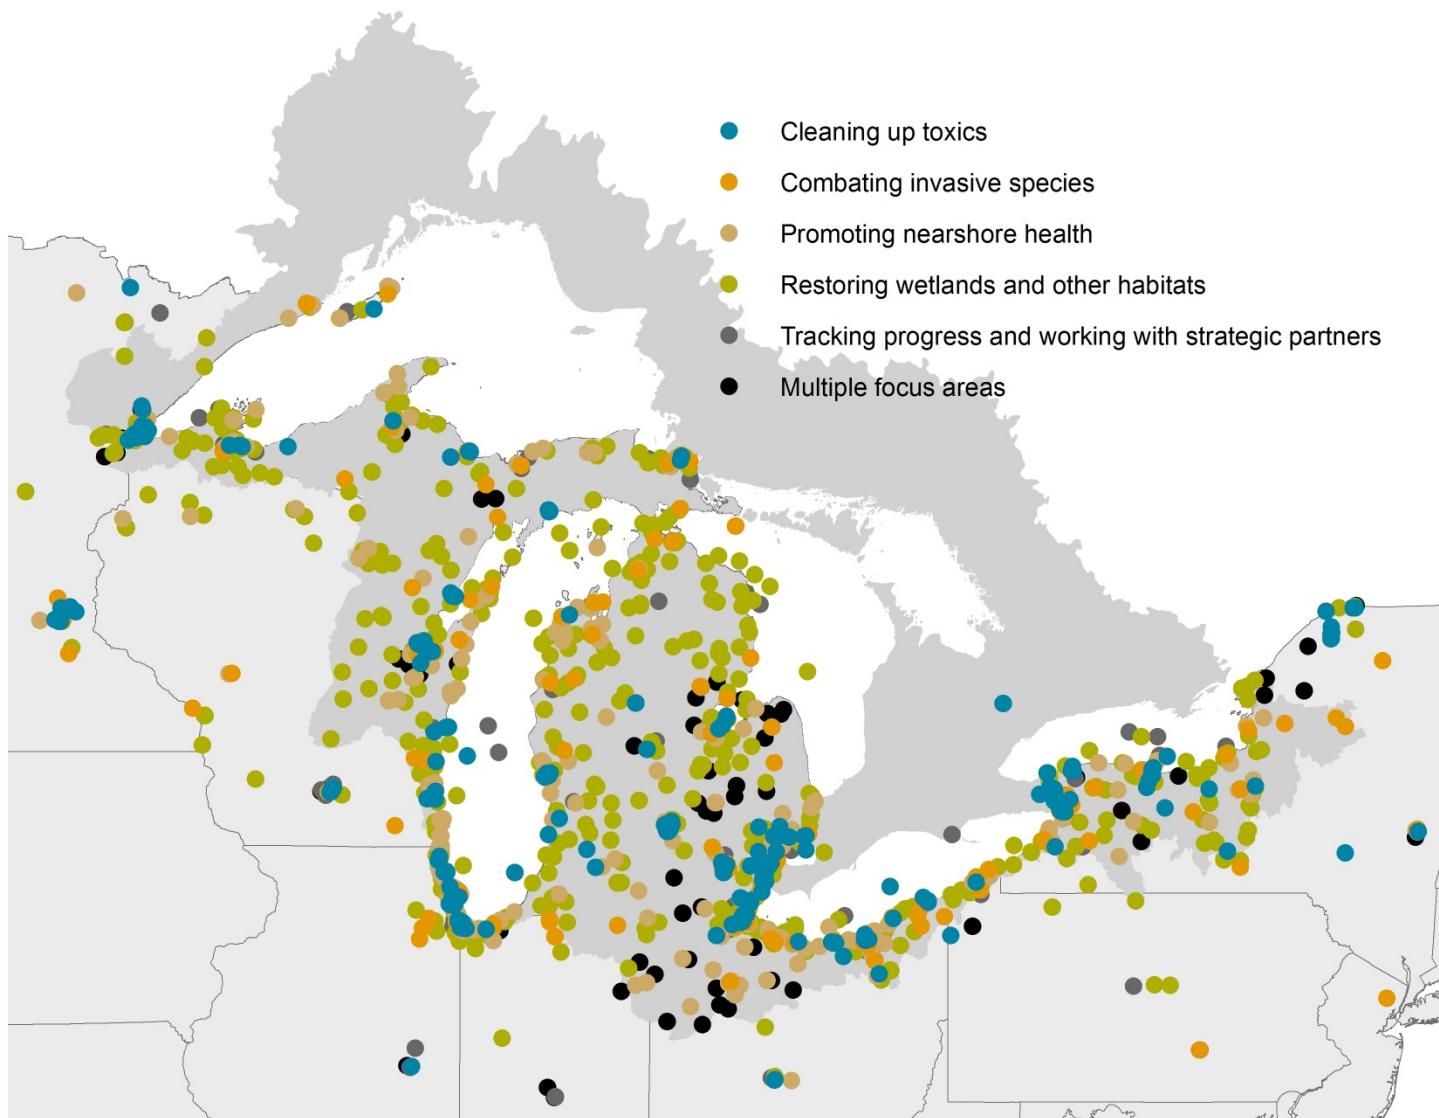 Cleaning up toxics
Combating invasive species
Promoting nearshore health
Restoring wetlands and other habitats
Tracking progress and working with strategic partners
Multiple focus areas